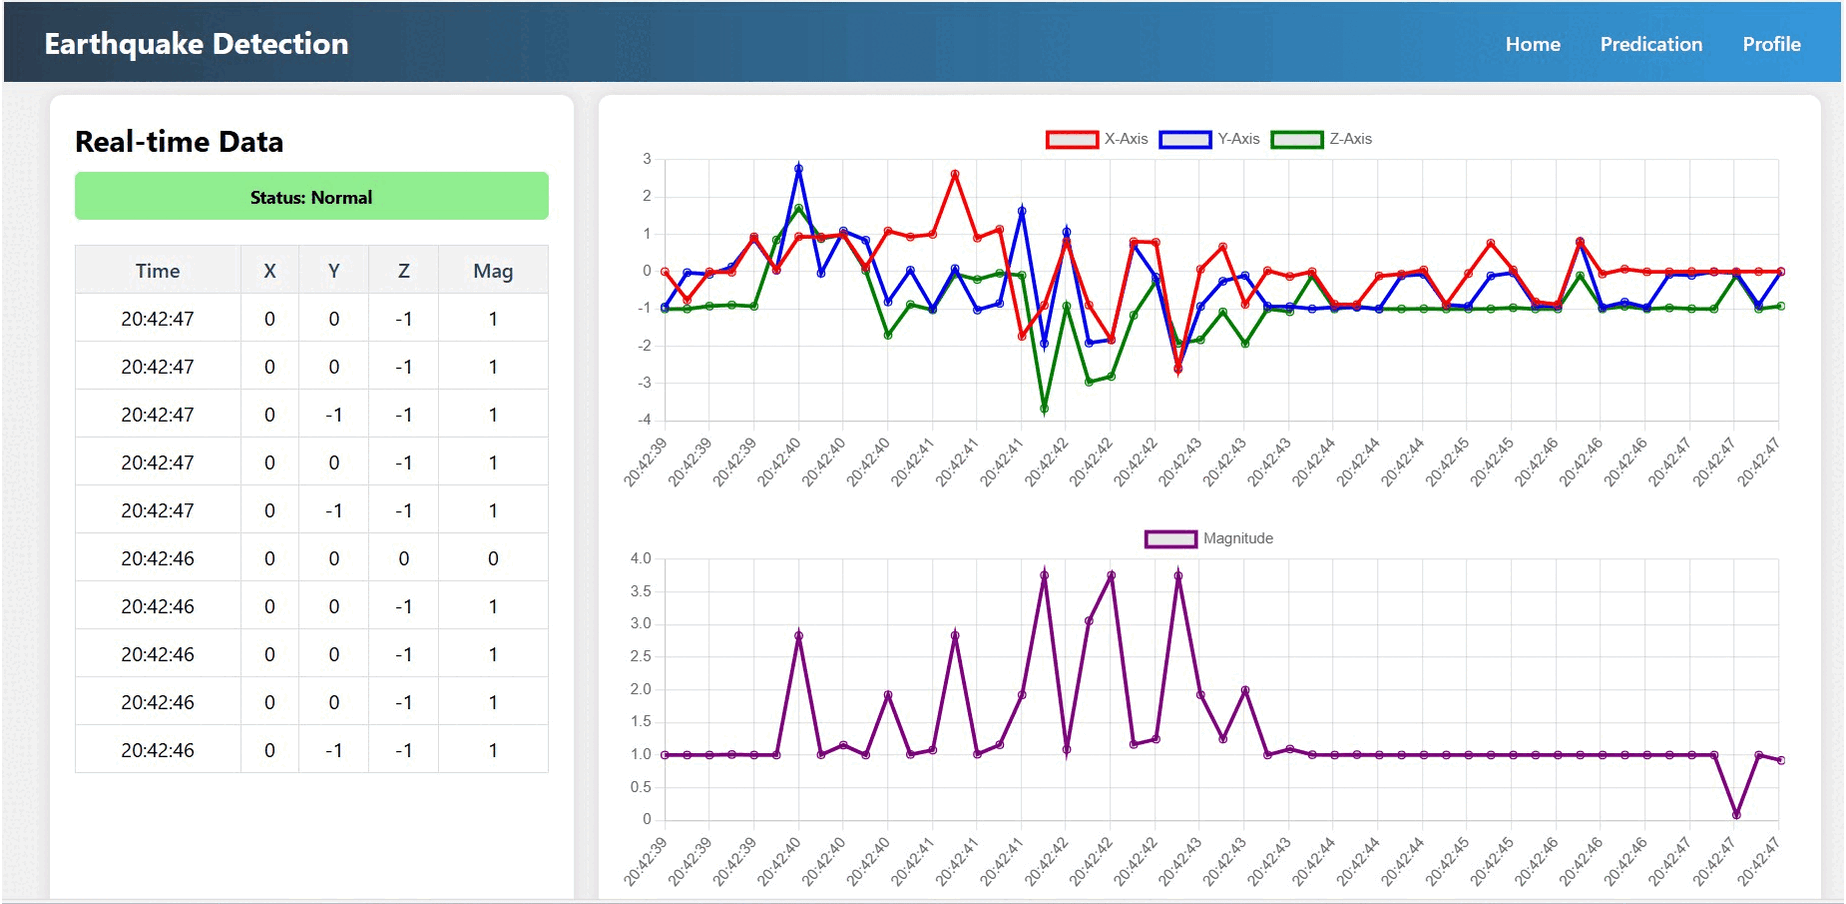 Earthquake Detection
Home Predication Profile
Real-time Data
Status: Normal
Time X Y Z Mag
20:42:47 0 0 -1 1
20:42:47 0 0 -1 1
20:42:47 0 -1 -1 1
20:42:47 0 0 -1 1
20:42:47 0 -1 -1 1
20:42:46 0 0 0 0
20:42:46 0 0 -1 1
20:42:46 0 0 -1 1
20:42:46 0 0 -1 1
20:42:46 0 -1 -1 1
X-Axis Y-Axis Z-Axis
3
2
1
0
-1
-2
-3
-4
20:42:39 20:42:39 20:42:39 20:42:40 20:42:40 20:42:40 20:42:41 20:42:41 20:42:41 20:42:42 20:42:42 20:42:42 20:42:43 20:42:43 20:42:43 20:42:44 20:42:44 20:42:44 20:42:45 20:42:45 20:42:46 20:42:46 20:42:46 20:42:47 20:42:47 20:42:47
Magnitude
4.0
3.5
3.0
2.5
2.0
1.5
1.0
0.5
0
20:42:39 20:42:39 20:42:39 20:42:40 20:42:40 20:42:40 20:42:41 20:42:41 20:42:41 20:42:42 20:42:42 20:42:42 20:42:43 20:42:43 20:42:43 20:42:44 20:42:44 20:42:44 20:42:45 20:42:45 20:42:46 20:42:46 20:42:46 20:42:47 20:42:47 20:42:47